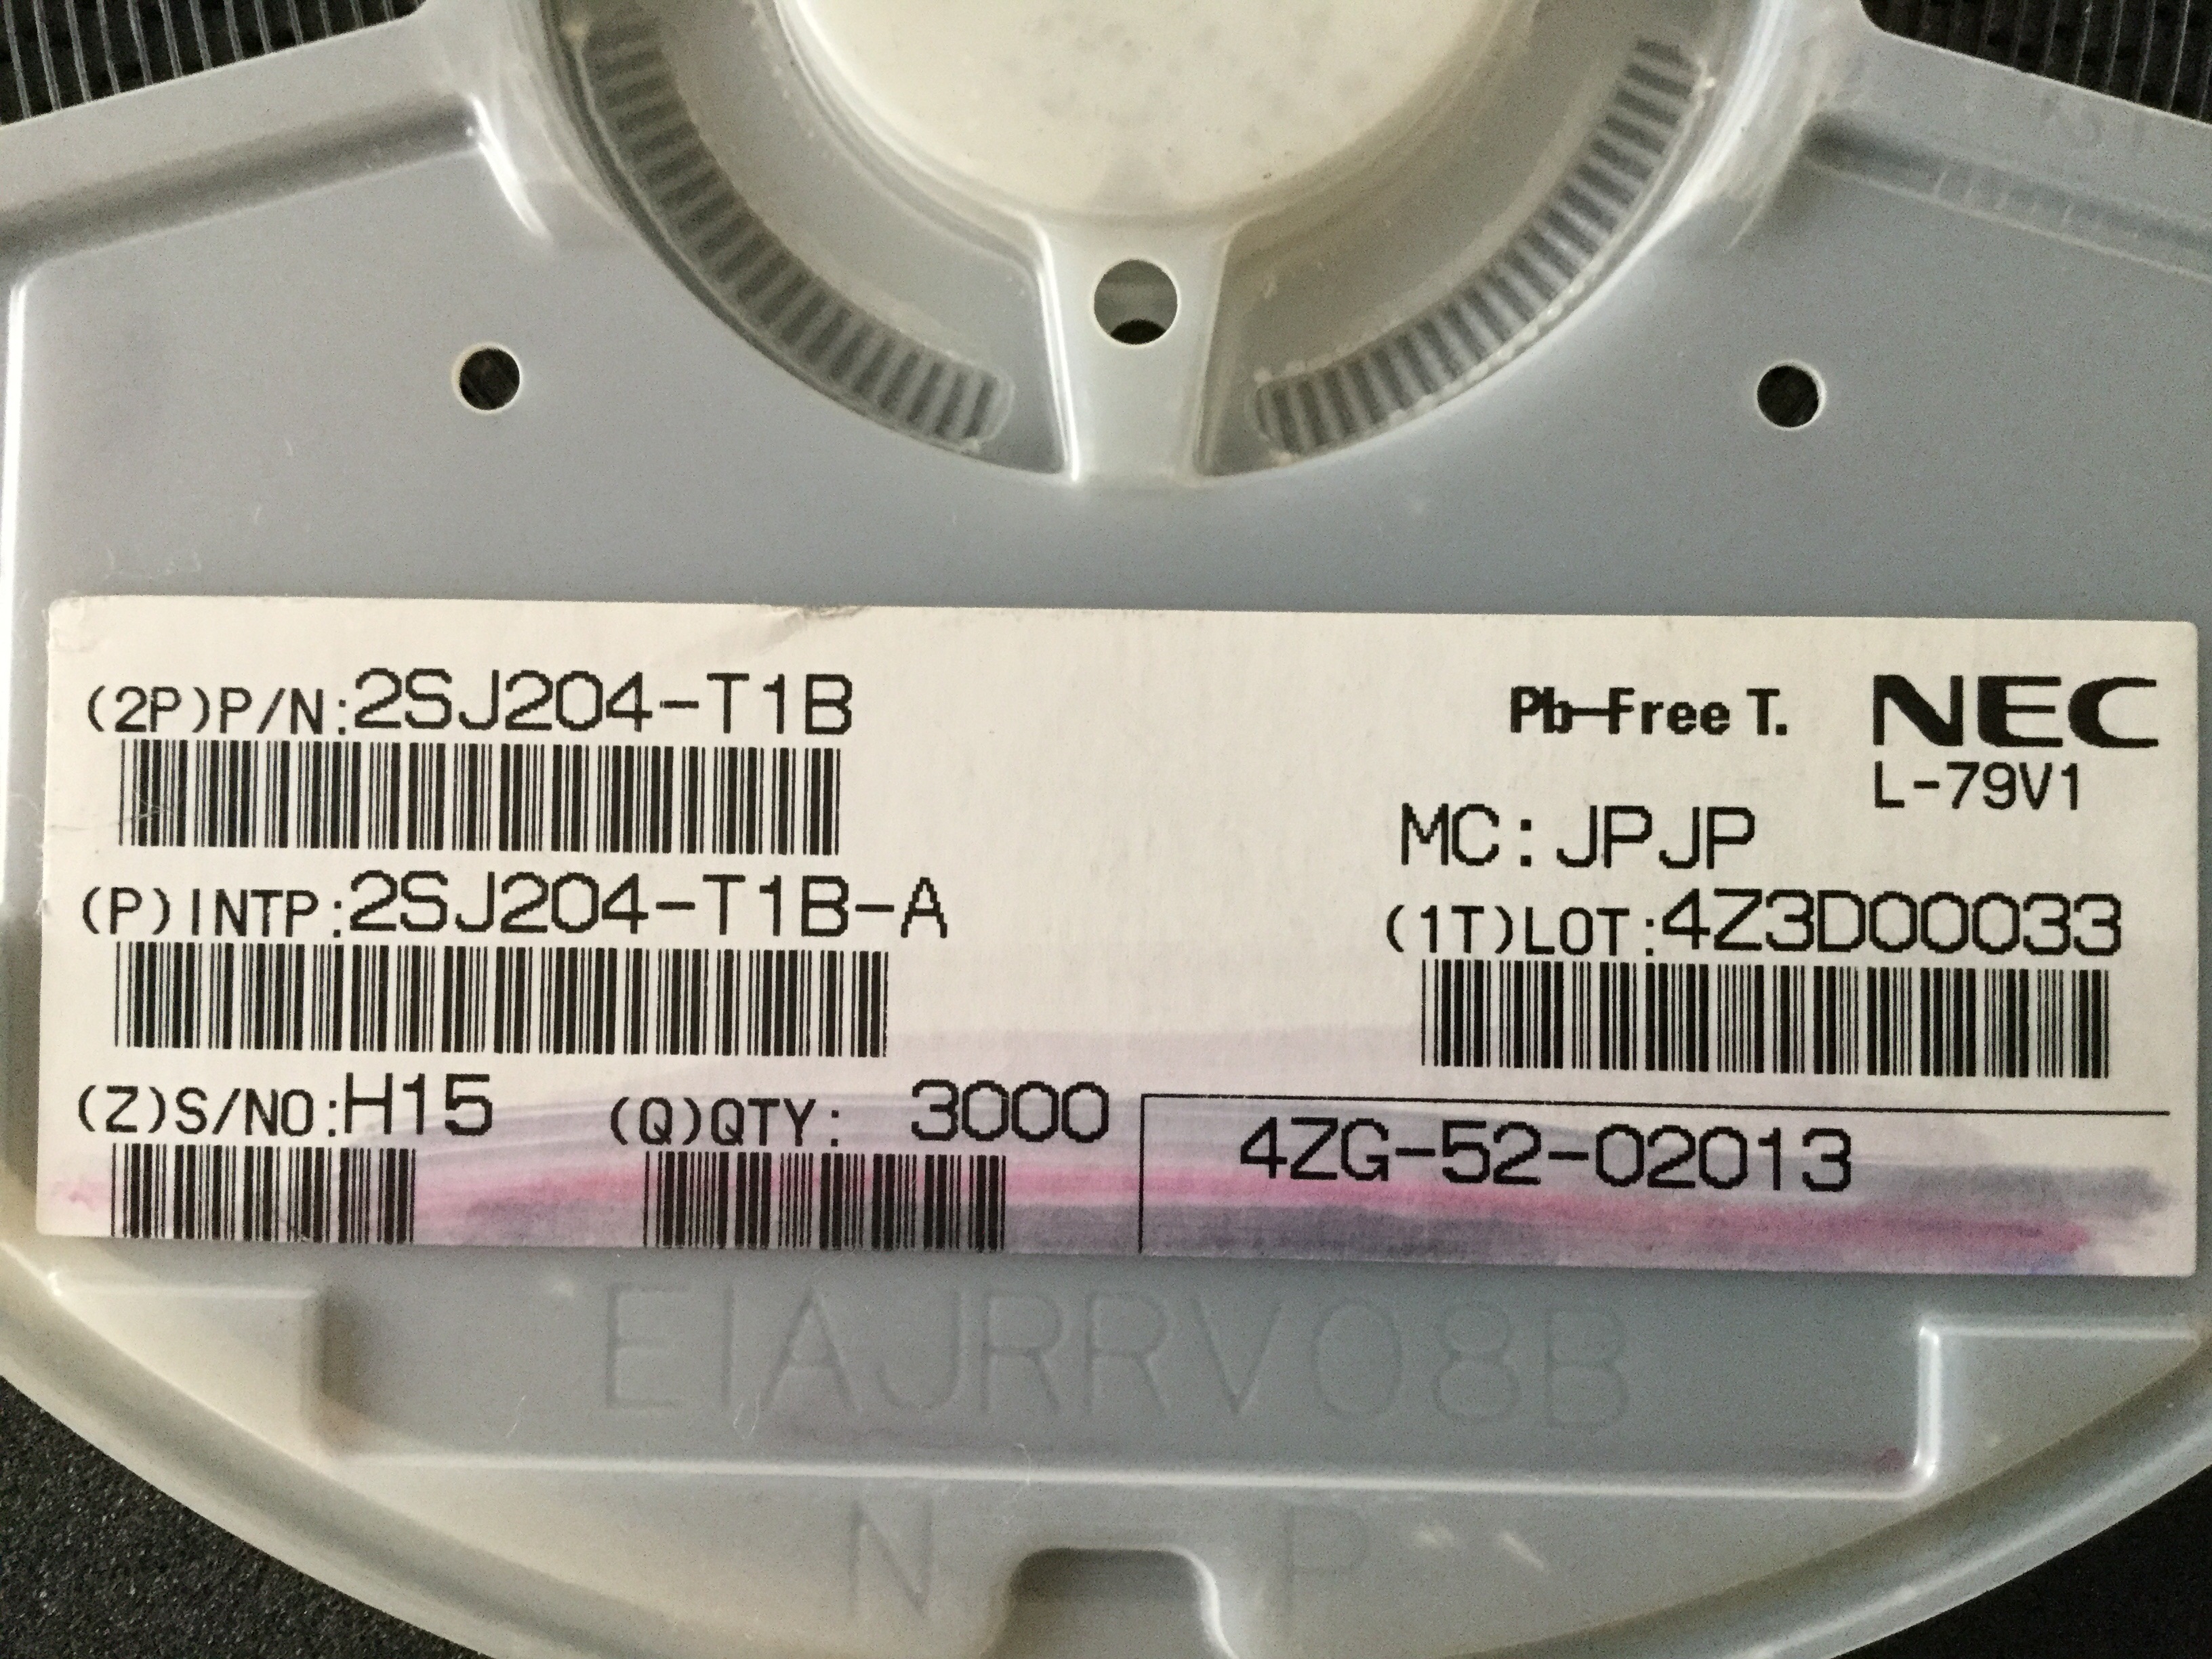 (2P)P/N:2SJ204-T1B
Pb-Free T. NEC
L-79V1
MC:JPJP
(P)INTP:2SJ204-T1B-A
(1T)LOT:4Z3D00033
(Z)S/NO:H15 (Q)QTY: 3000
4ZG-52-02013
EIAJRRV08B
N P